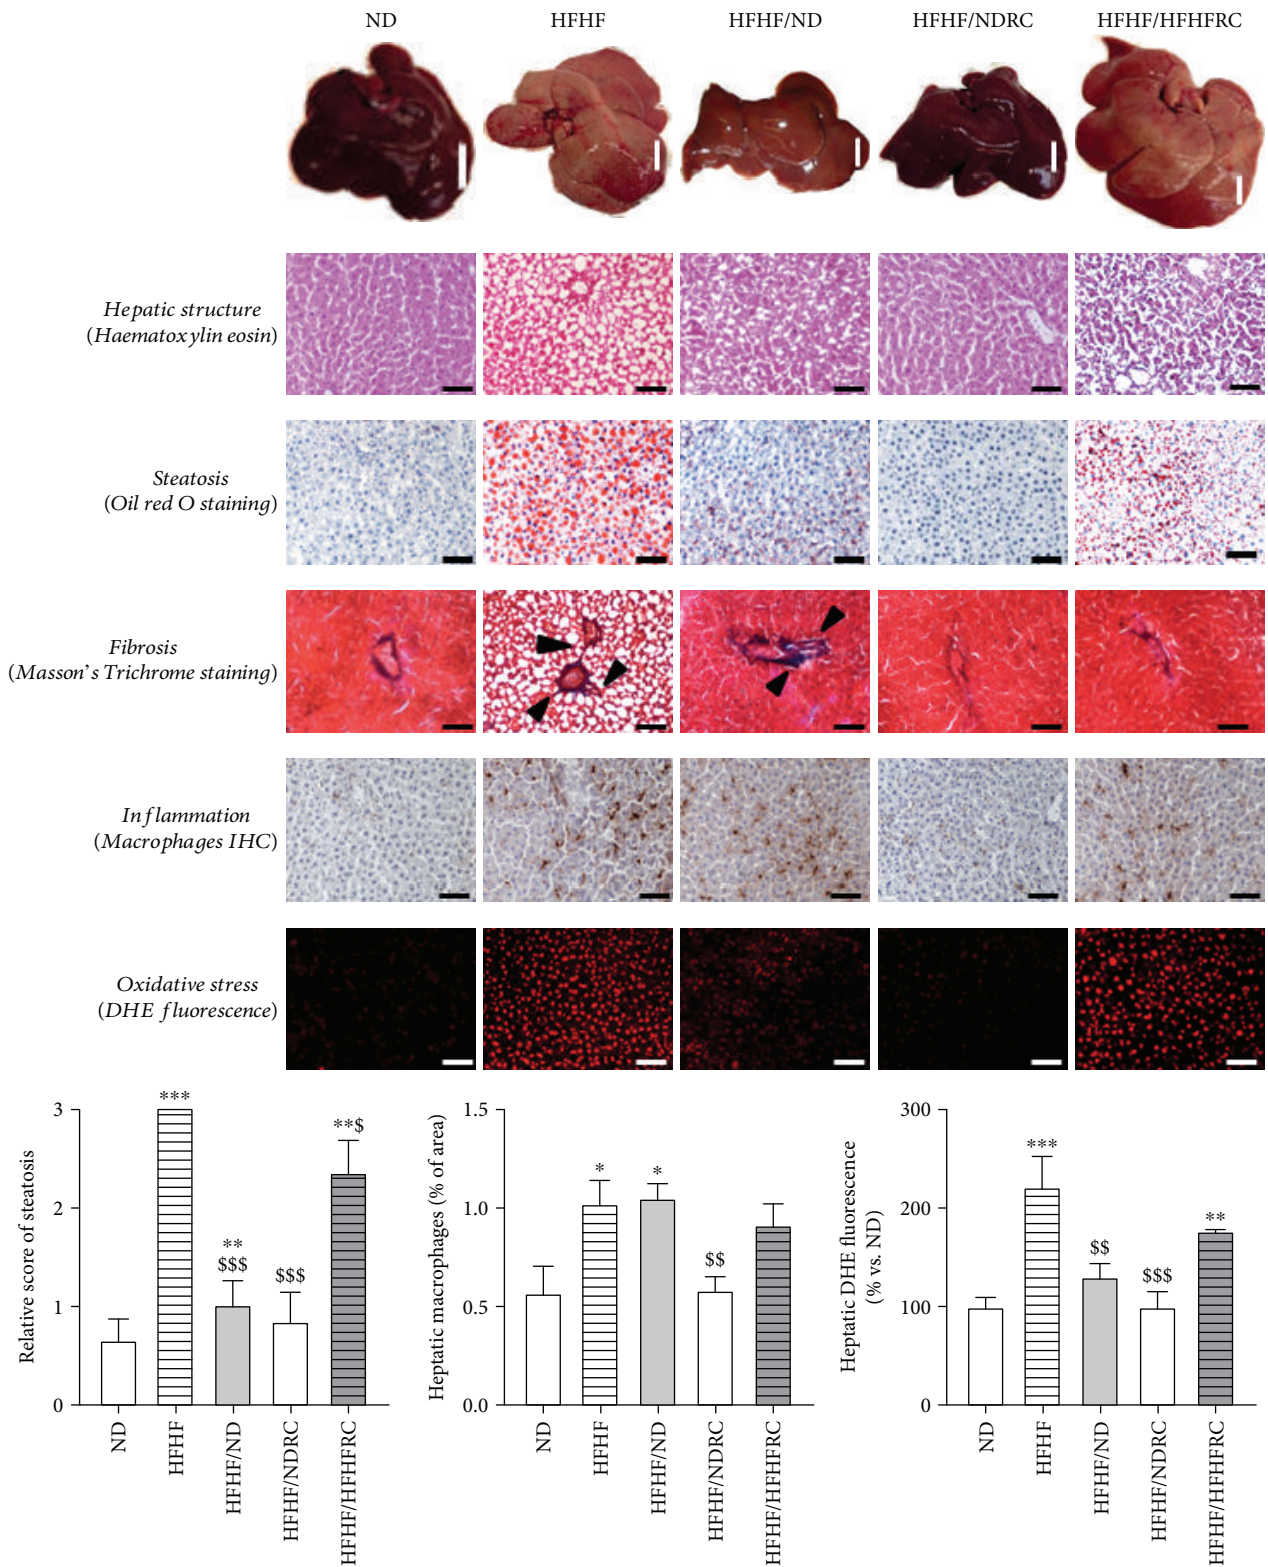 ND HFHF HFHF/ND HFHF/NDRC HFHF/HFHFRC
Hepatic structure
(Haematoxylin eosin)
Steatosis
(Oil red O staining)
Fibrosis
(Masson's Trichrome staining)
Inflammation
(Macrophages IHC)
Oxidative stress
(DHE fluorescence)
Relative score of steatosis
3
2
1
0
***
**
$$$
$$$
**$
ND
HFHF
HFHF/ND
HFHF/NDRC
HFHF/HFHFRC
Heptatic macrophages (% of area)
1.5
1.0
0.5
0.0
*
*
$$
ND
HFHF
HFHF/ND
HFHF/NDRC
HFHF/HFHFRC
Heptatic DHE fluorescence
(% vs. ND)
300
200
100
0
***
$$
$$$
**
ND
HFHF
HFHF/ND
HFHF/NDRC
HFHF/HFHFRC